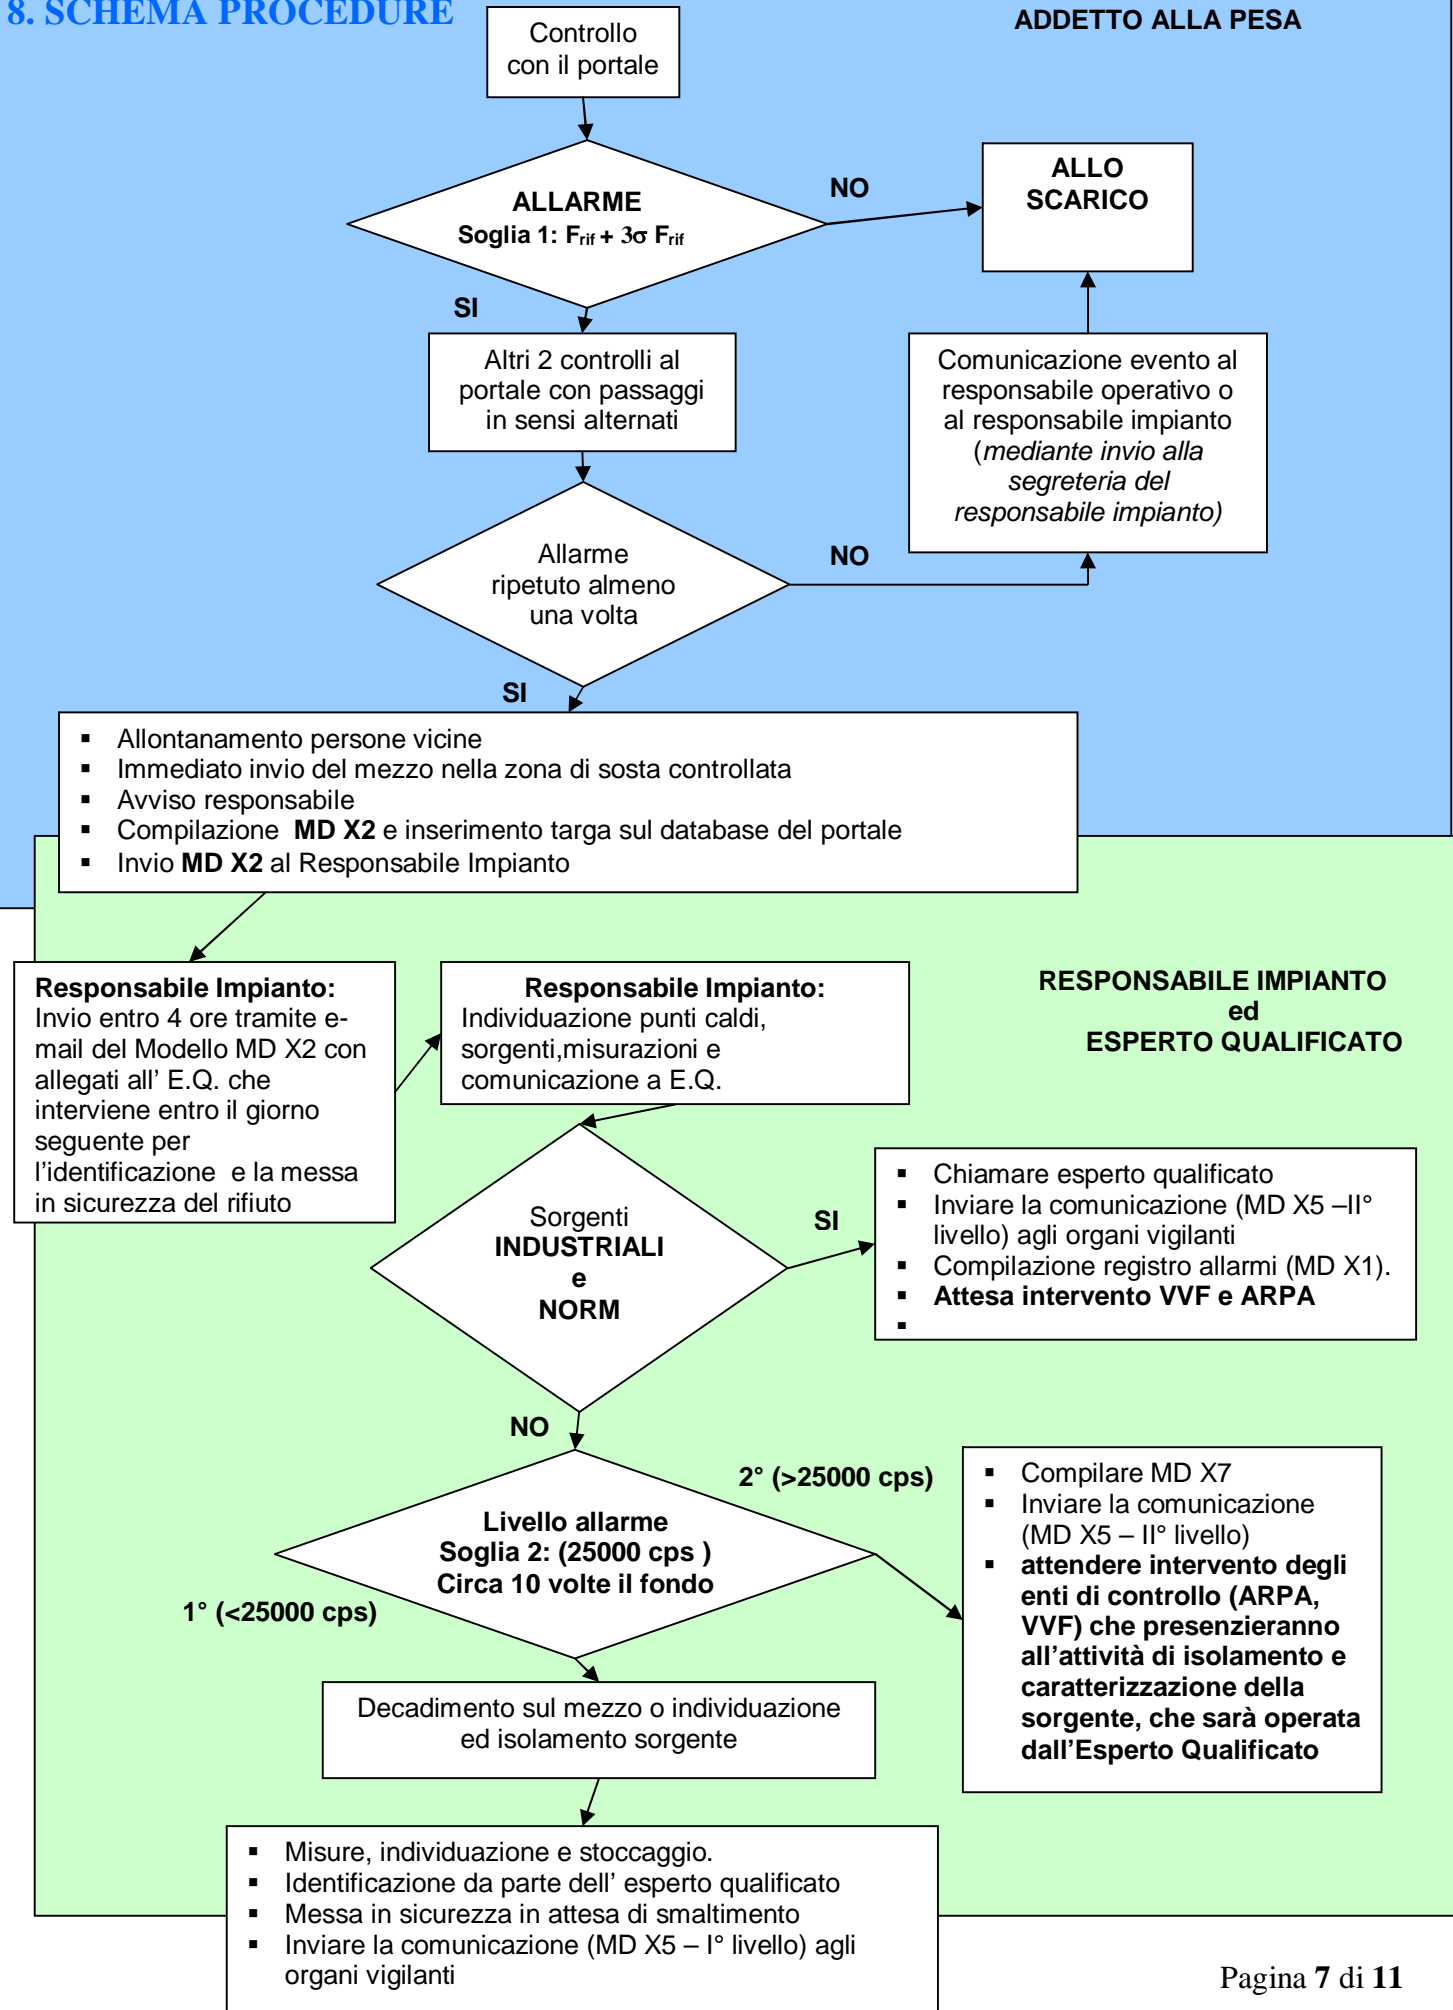 8. SCHEMA PROCEDURE
ADDETTO ALLA PESA
Controllo
con il portale
ALLARME
Soglia 1: Frif + 3σ Frif
NO
ALLO
SCARICO
SI
Altri 2 controlli al
portale con passaggi
in sensi alternati
Comunicazione evento al
responsabile operativo o
al responsabile impianto
(mediante invio alla
segreteria del
responsabile impianto)
Allarme
ripetuto almeno
una volta
NO
SI
▪ Allontanamento persone vicine
▪ Immediato invio del mezzo nella zona di sosta controllata
▪ Avviso responsabile
▪ Compilazione MD X2 e inserimento targa sul database del portale
▪ Invio MD X2 al Responsabile Impianto
Responsabile Impianto:
Invio entro 4 ore tramite e-
mail del Modello MD X2 con
allegati all' E.Q. che
interviene entro il giorno
seguente per
l'identificazione e la messa
in sicurezza del rifiuto
Responsabile Impianto:
Individuazione punti caldi,
sorgenti,misurazioni e
comunicazione a E.Q.
RESPONSABILE IMPIANTO
ed
ESPERTO QUALIFICATO
Sorgenti
INDUSTRIALI
e
NORM
SI
▪ Chiamare esperto qualificato
▪ Inviare la comunicazione (MD X5 –II°
livello) agli organi vigilanti
▪ Compilazione registro allarmi (MD X1).
▪ Attesa intervento VVF e ARPA
▪
NO
Livello allarme
Soglia 2: (25000 cps )
Circa 10 volte il fondo
2° (>25000 cps)
1° (<25000 cps)
▪ Compilare MD X7
▪ Inviare la comunicazione
(MD X5 – II° livello)
▪ attendere intervento degli
enti di controllo (ARPA,
VVF) che presenzieranno
all'attività di isolamento e
caratterizzazione della
sorgente, che sarà operata
dall'Esperto Qualificato
Decadimento sul mezzo o individuazione
ed isolamento sorgente
▪ Misure, individuazione e stoccaggio.
▪ Identificazione da parte dell' esperto qualificato
▪ Messa in sicurezza in attesa di smaltimento
▪ Inviare la comunicazione (MD X5 – I° livello) agli
organi vigilanti
Pagina 7 di 11